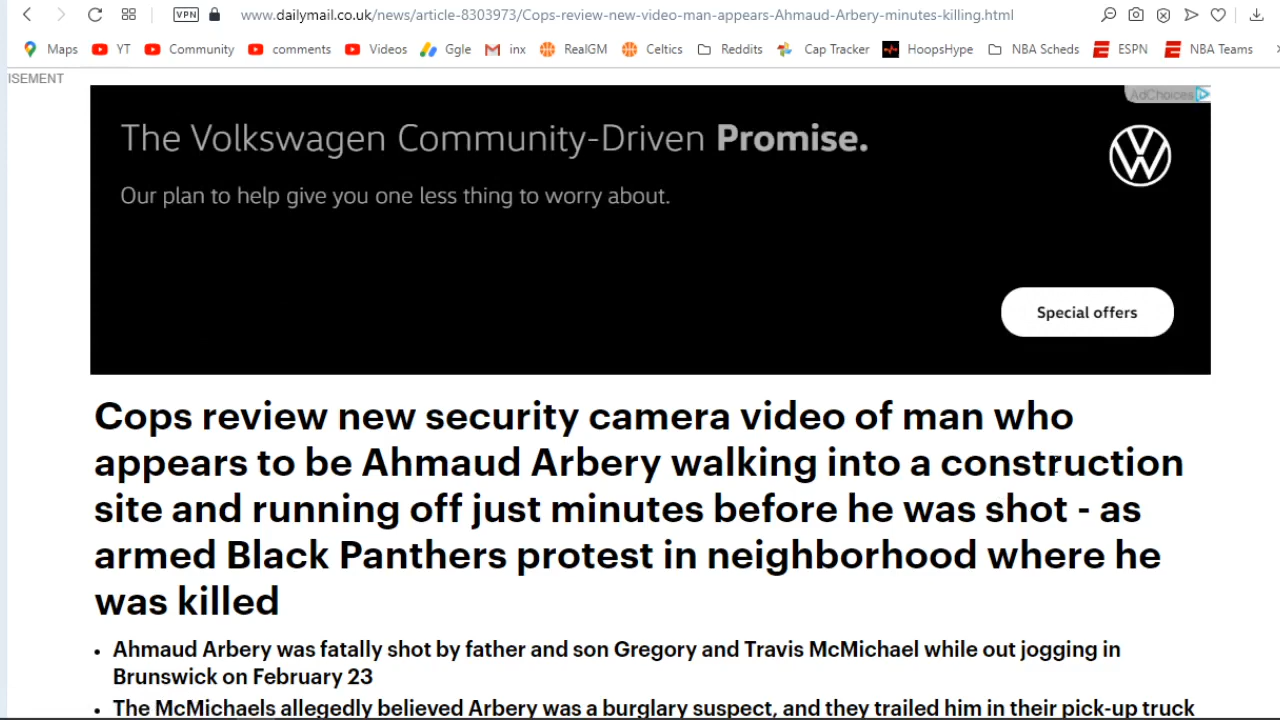 VPN www.dailymail.co.uk/news/article-8303973/Cops-review-new-video-man-appears-Ahmaud-Arbery-minutes-killing.html
Maps YT Community comments Videos Ggle inx RealGM Celtics Reddits Cap Tracker HoopsHype NBA Scheds ESPN NBA Teams
ISEMENT
AdChoices
The Volkswagen Community-Driven Promise.
Our plan to help give you one less thing to worry about.
Special offers
Cops review new security camera video of man who
appears to be Ahmaud Arbery walking into a construction
site and running off just minutes before he was shot - as
armed Black Panthers protest in neighborhood where he
was killed
• Ahmaud Arbery was fatally shot by father and son Gregory and Travis McMichael while out jogging in
Brunswick on February 23
• The McMichaels allegedly believed Arbery was a burglary suspect, and they trailed him in their pick-up truck